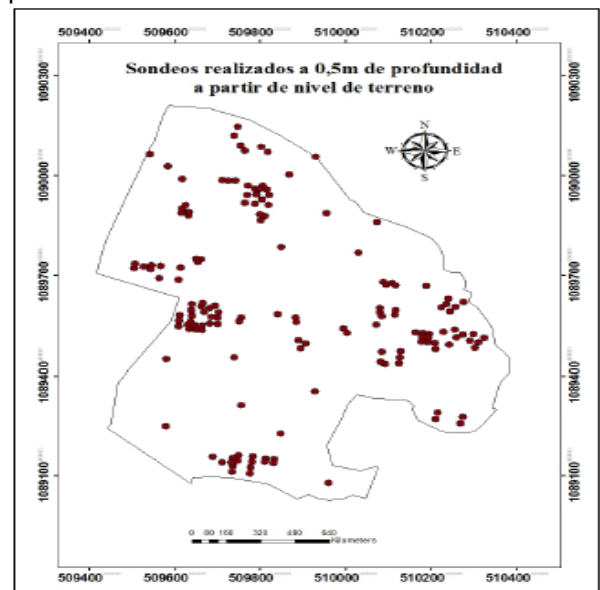 509400 509600 509800 510000 510200 510400
Sondeos realizados a 0,5m de profundidad
a partir de nivel de terreno
N
W E
S
1090300 1090300
1090000 1090000
1089700 1089700
1089400 1089400
1089100 1089100
0 80 160 320 480 640
Kilometers
509400 509600 509800 510000 510200 510400